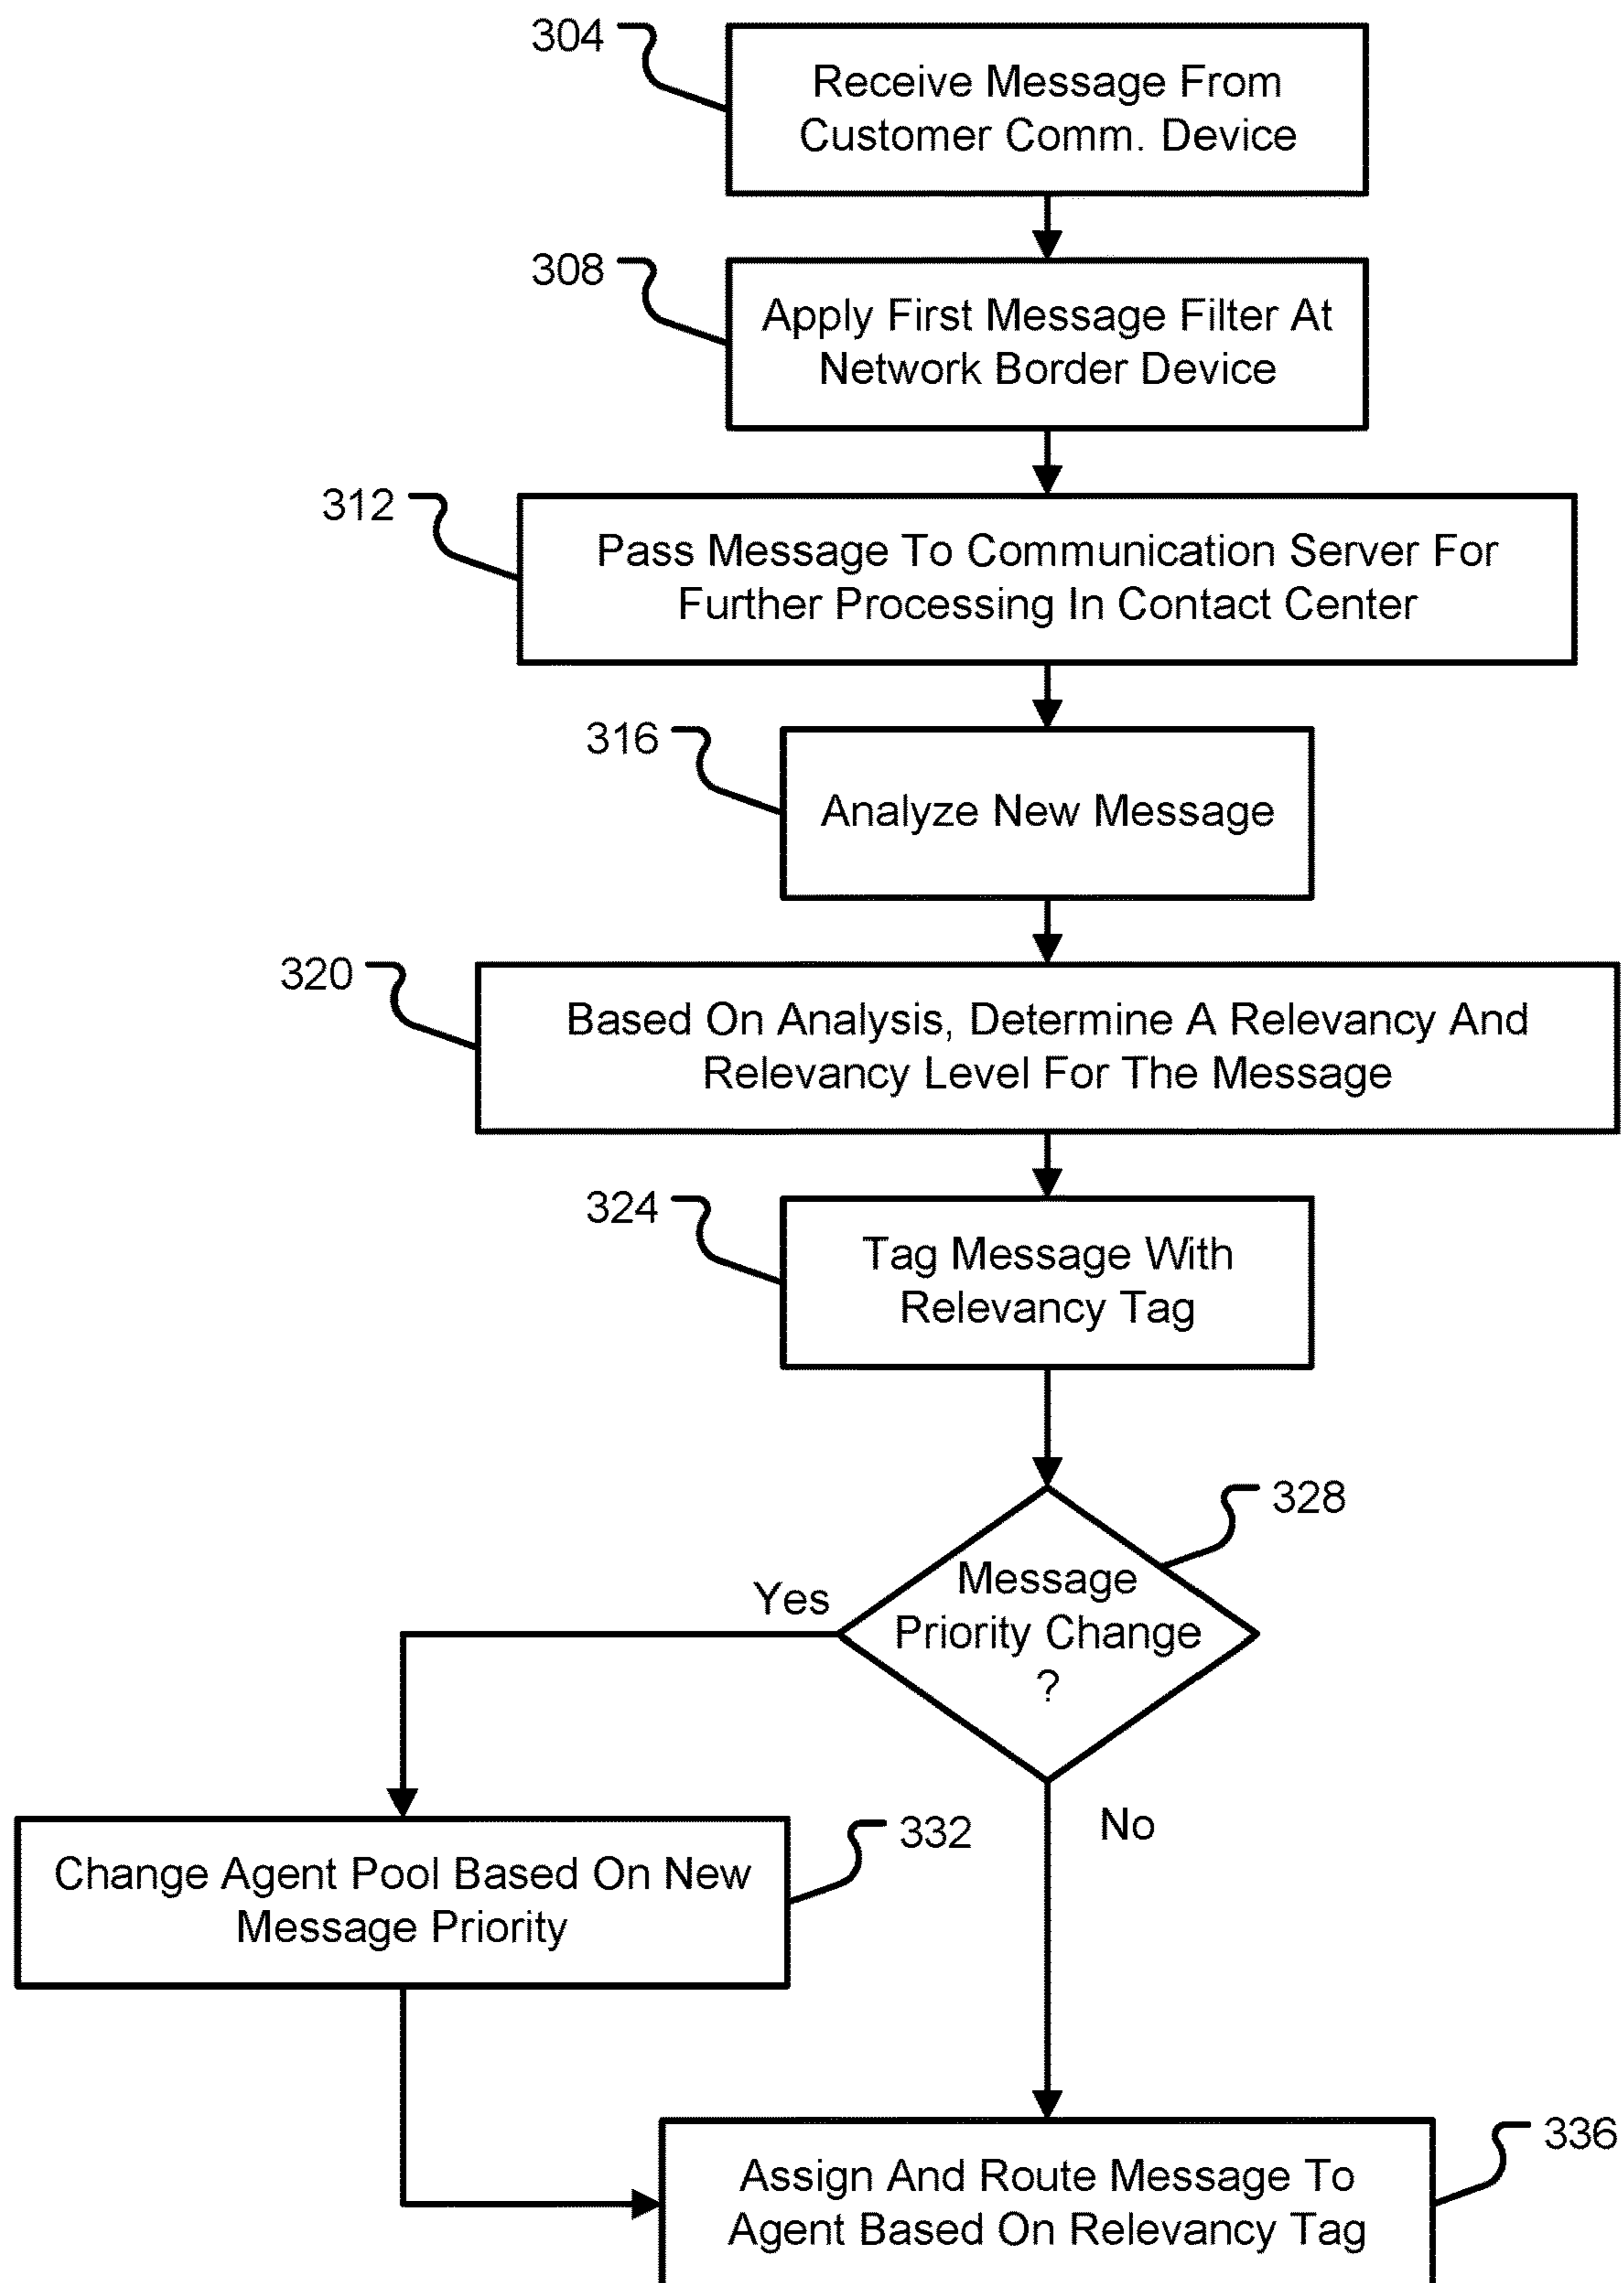 304
Receive Message From
Customer Comm. Device
308
Apply First Message Filter At
Network Border Device
312
Pass Message To Communication Server For
Further Processing In Contact Center
316
Analyze New Message
320
Based On Analysis, Determine A Relevancy And
Relevancy Level For The Message
324
Tag Message With
Relevancy Tag
328
Message
Priority Change
?
Yes
No
332
Change Agent Pool Based On New
Message Priority
336
Assign And Route Message To
Agent Based On Relevancy Tag